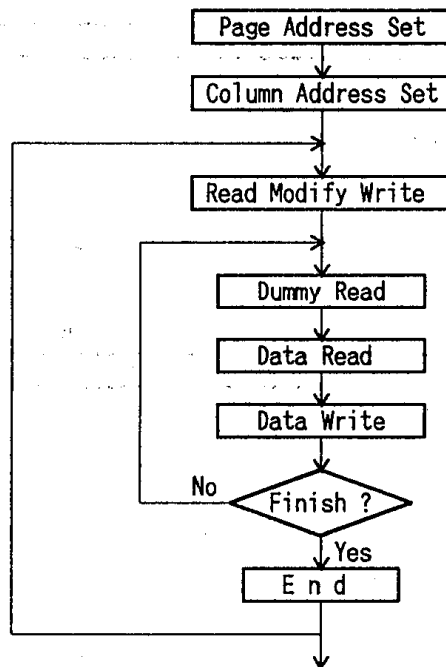 Page Address Set
Column Address Set
Read Modify Write
Dummy Read
Data Read
Data Write
No
Finish ?
Yes
E n d